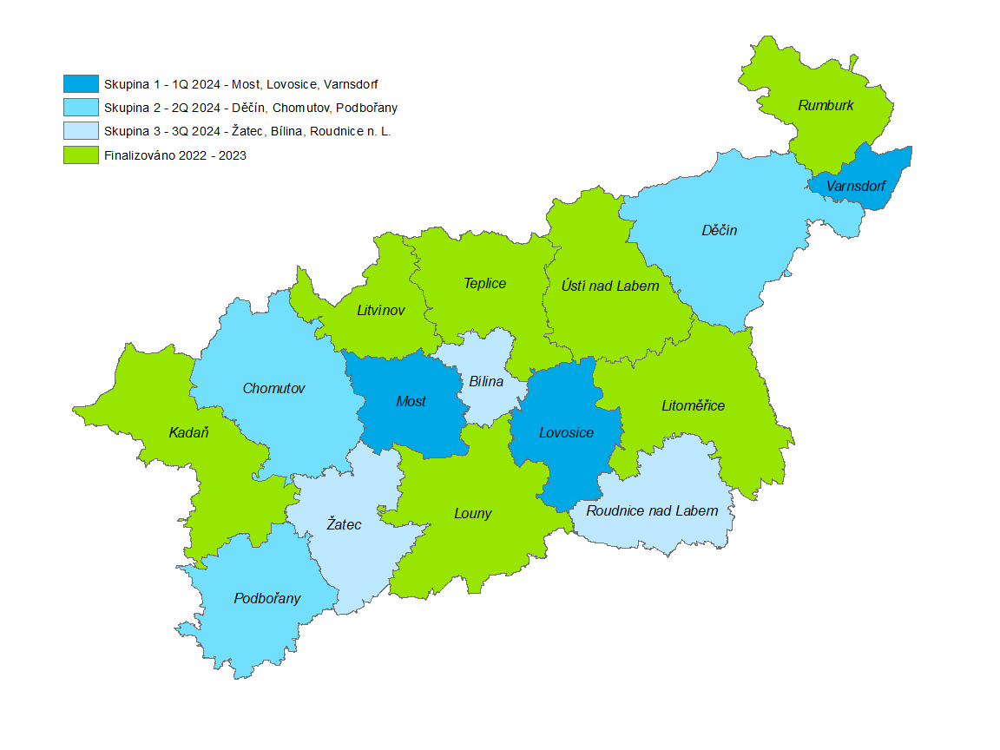 Skupina 1 - 1Q 2024 - Most, Lovosice, Varnsdorf
Skupina 2 - 2Q 2024 - Děčín, Chomutov, Podbořany
Skupina 3 - 3Q 2024 - Žatec, Bílina, Roudnice n. L.
Finalizováno 2022 - 2023
Rumburk
Varnsdorf
Děčín
Teplice
Ústí nad Labem
Litvínov
Bílina
Chomutov
Most
Litoměřice
Kadaň
Lovosice
Roudnice nad Labem
Louny
Žatec
Podbořany